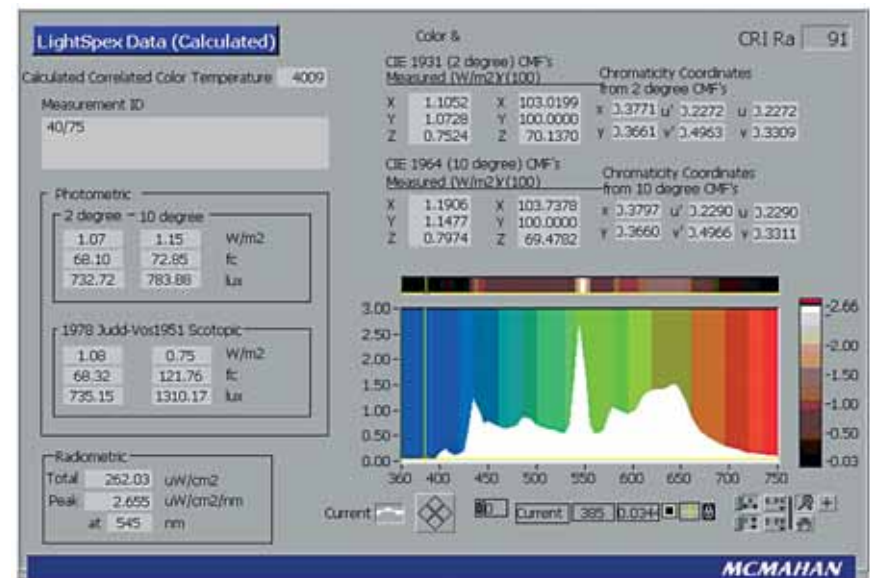 LightSpex Data (Calculated)
Calculated Correlated Color Temperature 4009
Measurement ID
40/75
Photometric
2 degree 10 degree
1.07 1.15 W/m2
68.10 72.85 fc
732.72 783.88 lux
1978 Judd-Vos1951 Scotopic
1.08 0.75 W/m2
68.32 121.76 fc
735.15 1310.17 lux
Radiometric
Total 262.03 uW/cm2
Peak 2.655 uW/cm2/nm
at 545 nm
Color &
CRI Ra 91
CIE 1931 (2 degree) CMF's
Measured (W/m2)Y(100)
X 1.1052 X 103.0199
Y 1.0728 Y 100.0000
Z 0.7524 Z 70.1370
Chromaticity Coordinates
from 2 degree CMF's
x 0.3771 u' 0.2272 u 0.2272
y 0.3661 v' 0.4963 v 0.3309
CIE 1964 (10 degree) CMF's
Measured (W/m2)Y(100)
X 1.1906 X 103.7378
Y 1.1477 Y 100.0000
Z 0.7974 Z 69.4782
Chromaticity Coordinates
from 10 degree CMF's
x 0.3797 u' 0.2290 u 0.2290
y 0.3660 v' 0.4966 v 0.3311
3.00
2.50
2.00
1.50
1.00
0.50
0.00
360 400 450 500 550 600 650 700 750
-2.66
-2.00
-1.50
-1.00
-0.50
-0.03
Current
Current 385 0.0344
MCMAHAN